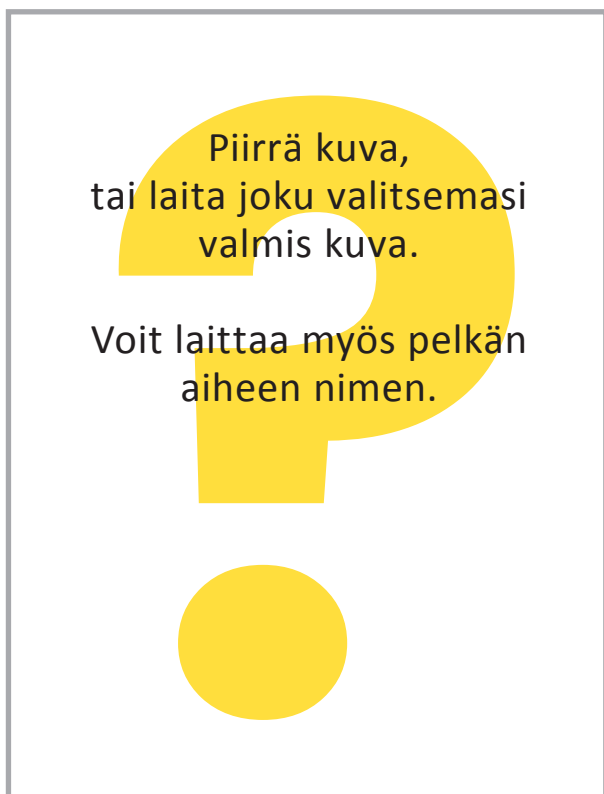 Piirrä kuva,
tai laita joku valitsemasi
valmis kuva.
Voit laittaa myös pelkän
aiheen nimen.